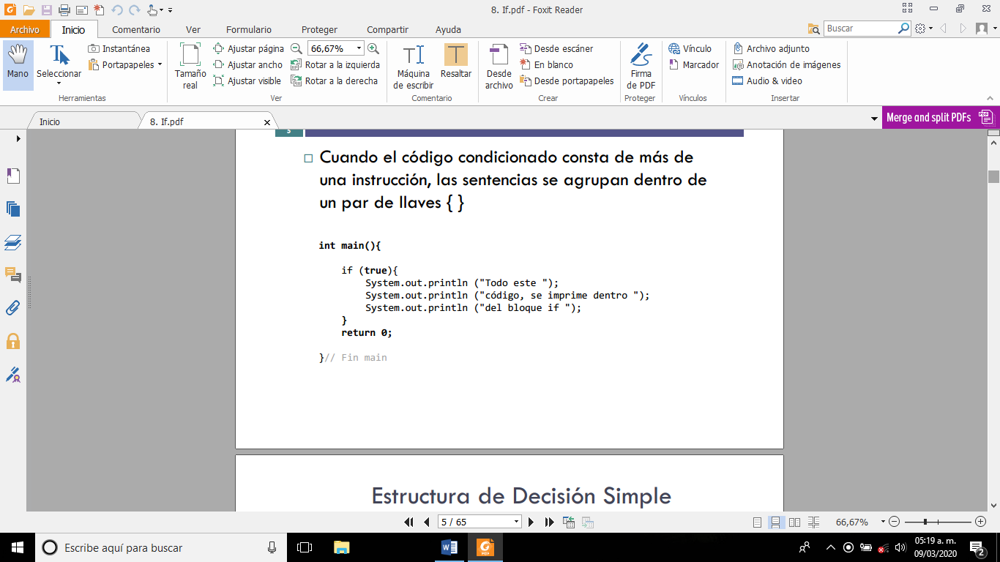 8. If.pdf - Foxit Reader
Archivo Inicio Comentario Ver Formulario Proteger Compartir Ayuda Buscar
Mano
Seleccionar
Instantánea
Portapapeles
Herramientas
Tamaño
real
Ajustar página
Ajustar ancho
Ajustar visible
66,67%
Rotar a la izquierda
Rotar a la derecha
Ver
Máquina
de escribir
Resaltar
Comentario
Desde
archivo
Desde escáner
En blanco
Desde portapapeles
Crear
Firma
de PDF
Proteger
Vínculo
Marcador
Vínculos
Archivo adjunto
Anotación de imágenes
Audio & video
Insertar
Inicio
8. If.pdf
Merge and split PDFs
PDF
5
Cuando el código condicionado consta de más de
una instrucción, las sentencias se agrupan dentro de
un par de llaves { }
int main(){
if (true){
System.out.println ("Todo este ");
System.out.println ("código, se imprime dentro ");
System.out.println ("del bloque if ");
}
return 0;
}// Fin main
Estructura de Decisión Simple
5 / 65
66,67%
Escribe aquí para buscar
05:19 a. m.
09/03/2020
2